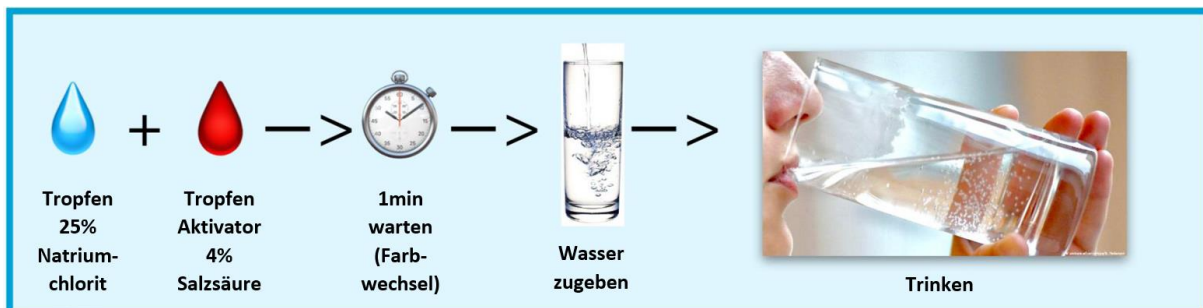 +
—>
—>
—>
Tropfen
25%
Natrium-
chlorit
Tropfen
Aktivator
4%
Salzsäure
1min
warten
(Farb-
wechsel)
Wasser
zugeben
Trinken